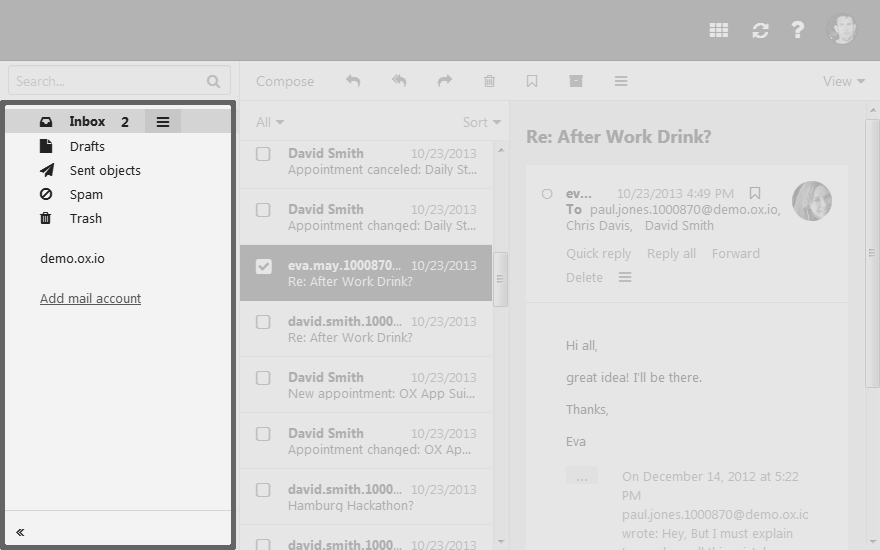 Search...
Compose
View
Inbox 2
Drafts
Sent objects
Spam
Trash
demo.ox.io
Add mail account
All Sort
David Smith 10/23/2013
Appointment canceled: Daily St...
David Smith 10/23/2013
Appointment changed: Daily St...
eva.may.1000870... 10/23/2013
Re: After Work Drink?
david.smith.1000... 10/23/2013
Re: After Work Drink?
David Smith 10/23/2013
New appointment: OX App Sui...
David Smith 10/23/2013
Appointment changed: OX Ap...
david.smith.1000... 10/23/2013
Hamburg Hackathon?
david.smith.1000... 10/23/2013
Re: After Work Drink?
ev... 10/23/2013 4:49 PM
To paul.jones.1000870@demo.ox.io,
Chris Davis, David Smith
Quick reply Reply all Forward
Delete
Hi all,
great idea! I'll be there.
Thanks,
Eva
... On December 14, 2012 at 5:22
PM
paul.jones.1000870@demo.ox.io
wrote: Hey, But I must explain